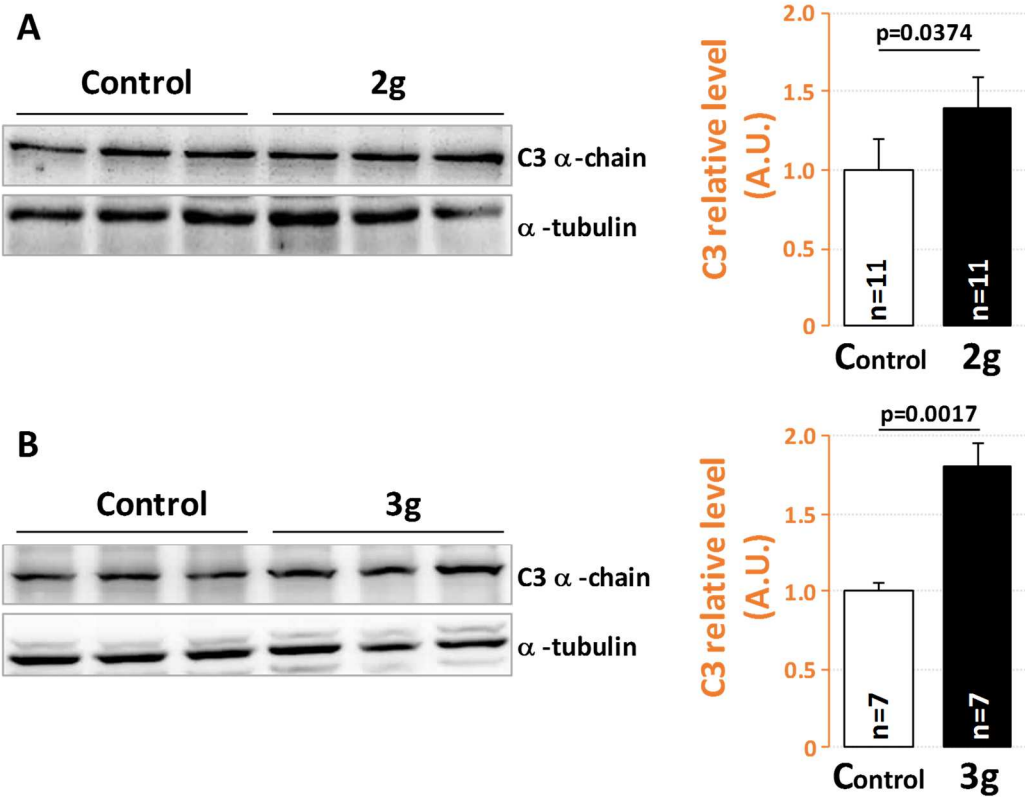 A
Control 2g
C3 α-chain
α-tubulin
C3 relative level
(A.U.)
2.0
1.5
1.0
0.5
0
p=0.0374
n=11
n=11
Control 2g
B
Control 3g
C3 α-chain
α-tubulin
C3 relative level
(A.U.)
2.0
1.5
1.0
0.5
0
p=0.0017
n=7
n=7
Control 3g